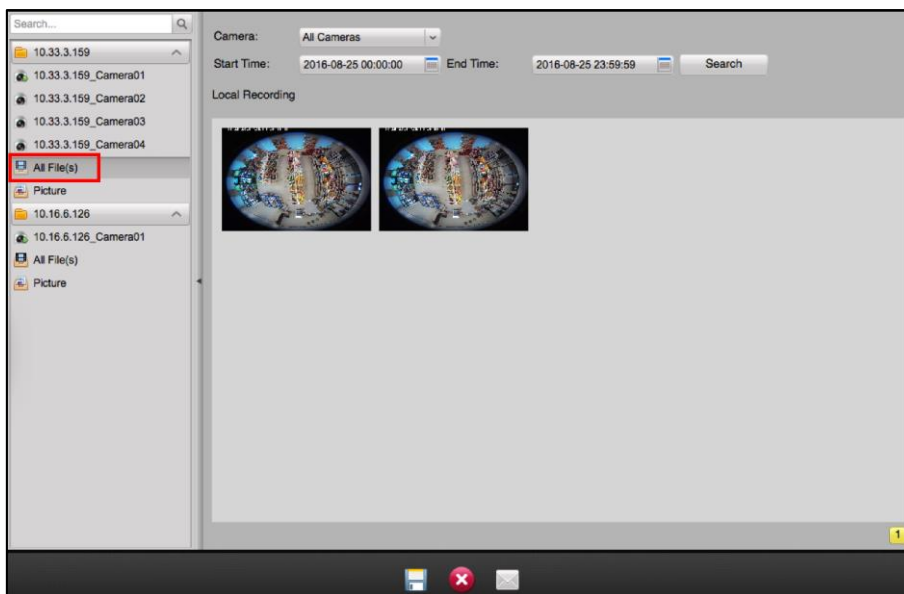 Search...
10.33.3.159
10.33.3.159_Camera01
10.33.3.159_Camera02
10.33.3.159_Camera03
10.33.3.159_Camera04
All File(s)
Picture
10.16.6.126
10.16.6.126_Camera01
All File(s)
Picture
Camera: All Cameras
Start Time: 2016-08-25 00:00:00 End Time: 2016-08-25 23:59:59 Search
Local Recording
1